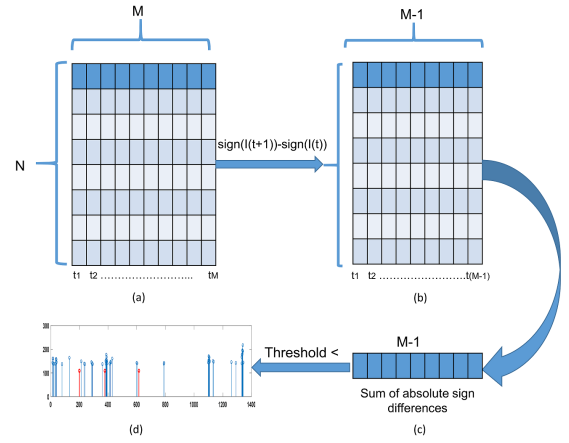 M
M-1
N
sign(I(t+1))-sign(I(t))
t1 t2 ............................ tM
t1 t2 ..........................t(M-1)
(a)
(b)
300
200
100
0
0 200 400 600 800 1000 1200 1400
Threshold <
M-1
Sum of absolute sign
differences
(d)
(c)